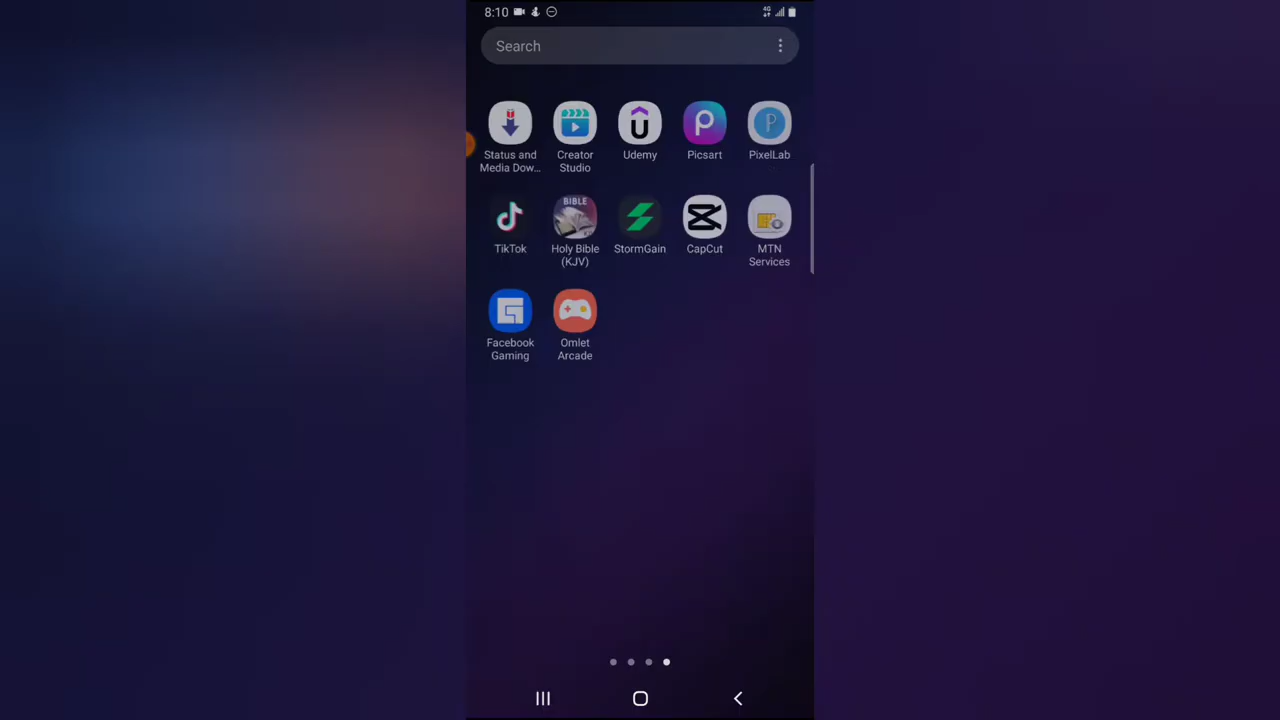 8:10
4G
Search
Status and Media Dow...
Creator Studio
Udemy
Picsart
PixelLab
TikTok
BIBLE
Holy Bible (KJV)
StormGain
CapCut
MTN Services
Facebook Gaming
Omlet Arcade